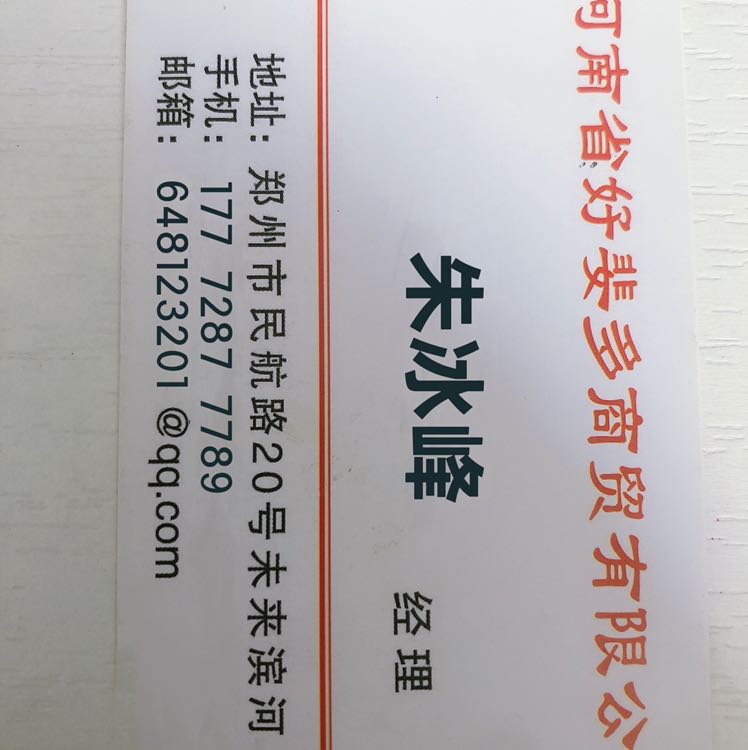 河南省好婓多商贸有限公
朱冰峰 经理
地址：郑州市民航路20号未来滨河
手机：177 7287 7789
邮箱：648123201@qq.com